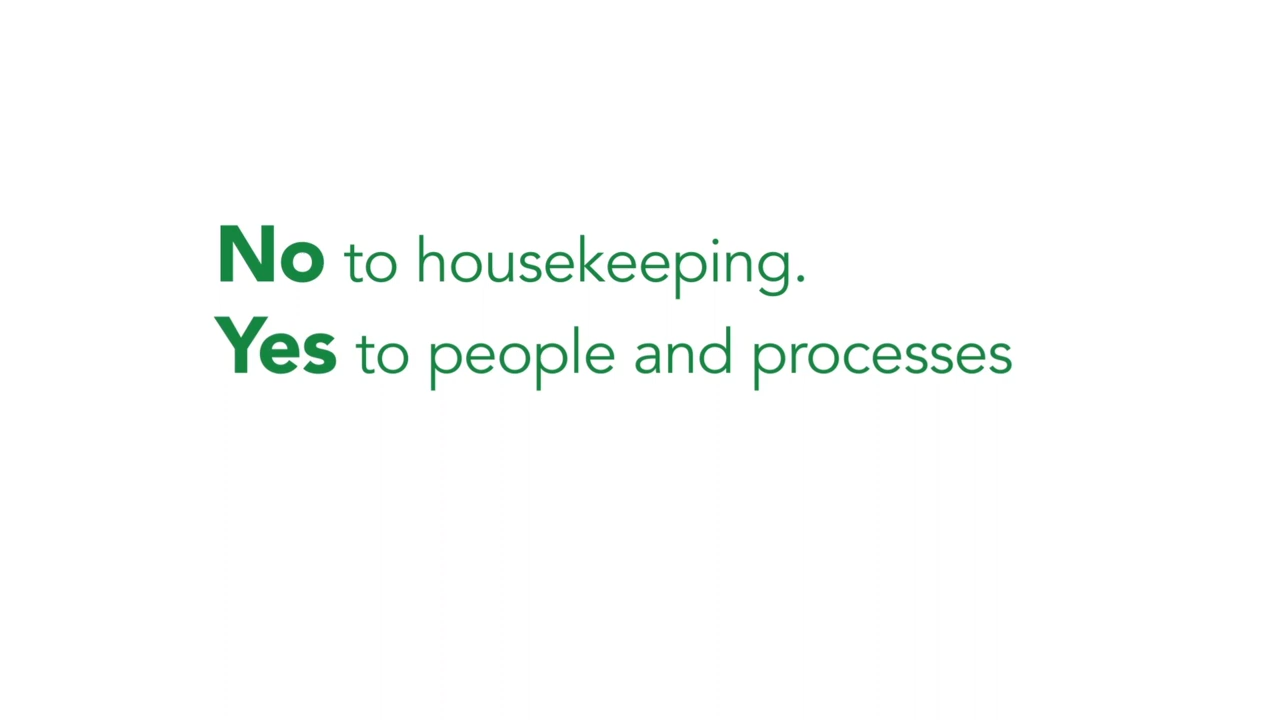 No to housekeeping.
Yes to people and processes